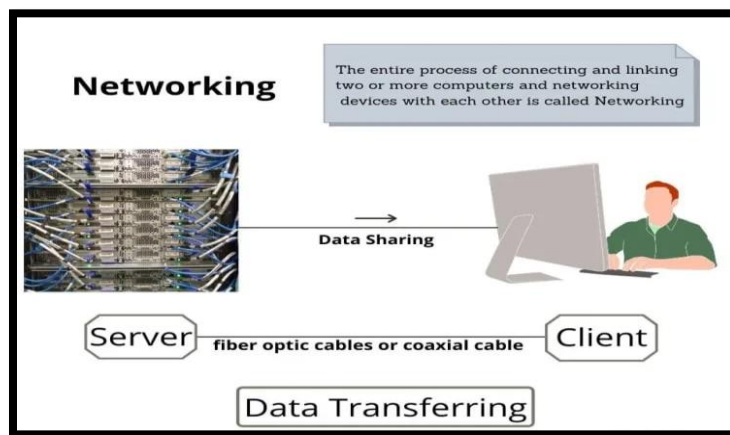 Networking
The entire process of connecting and linking
two or more computers and networking
devices with each other is called Networking
Data Sharing
Server
fiber optic cables or coaxial cable
Client
Data Transferring